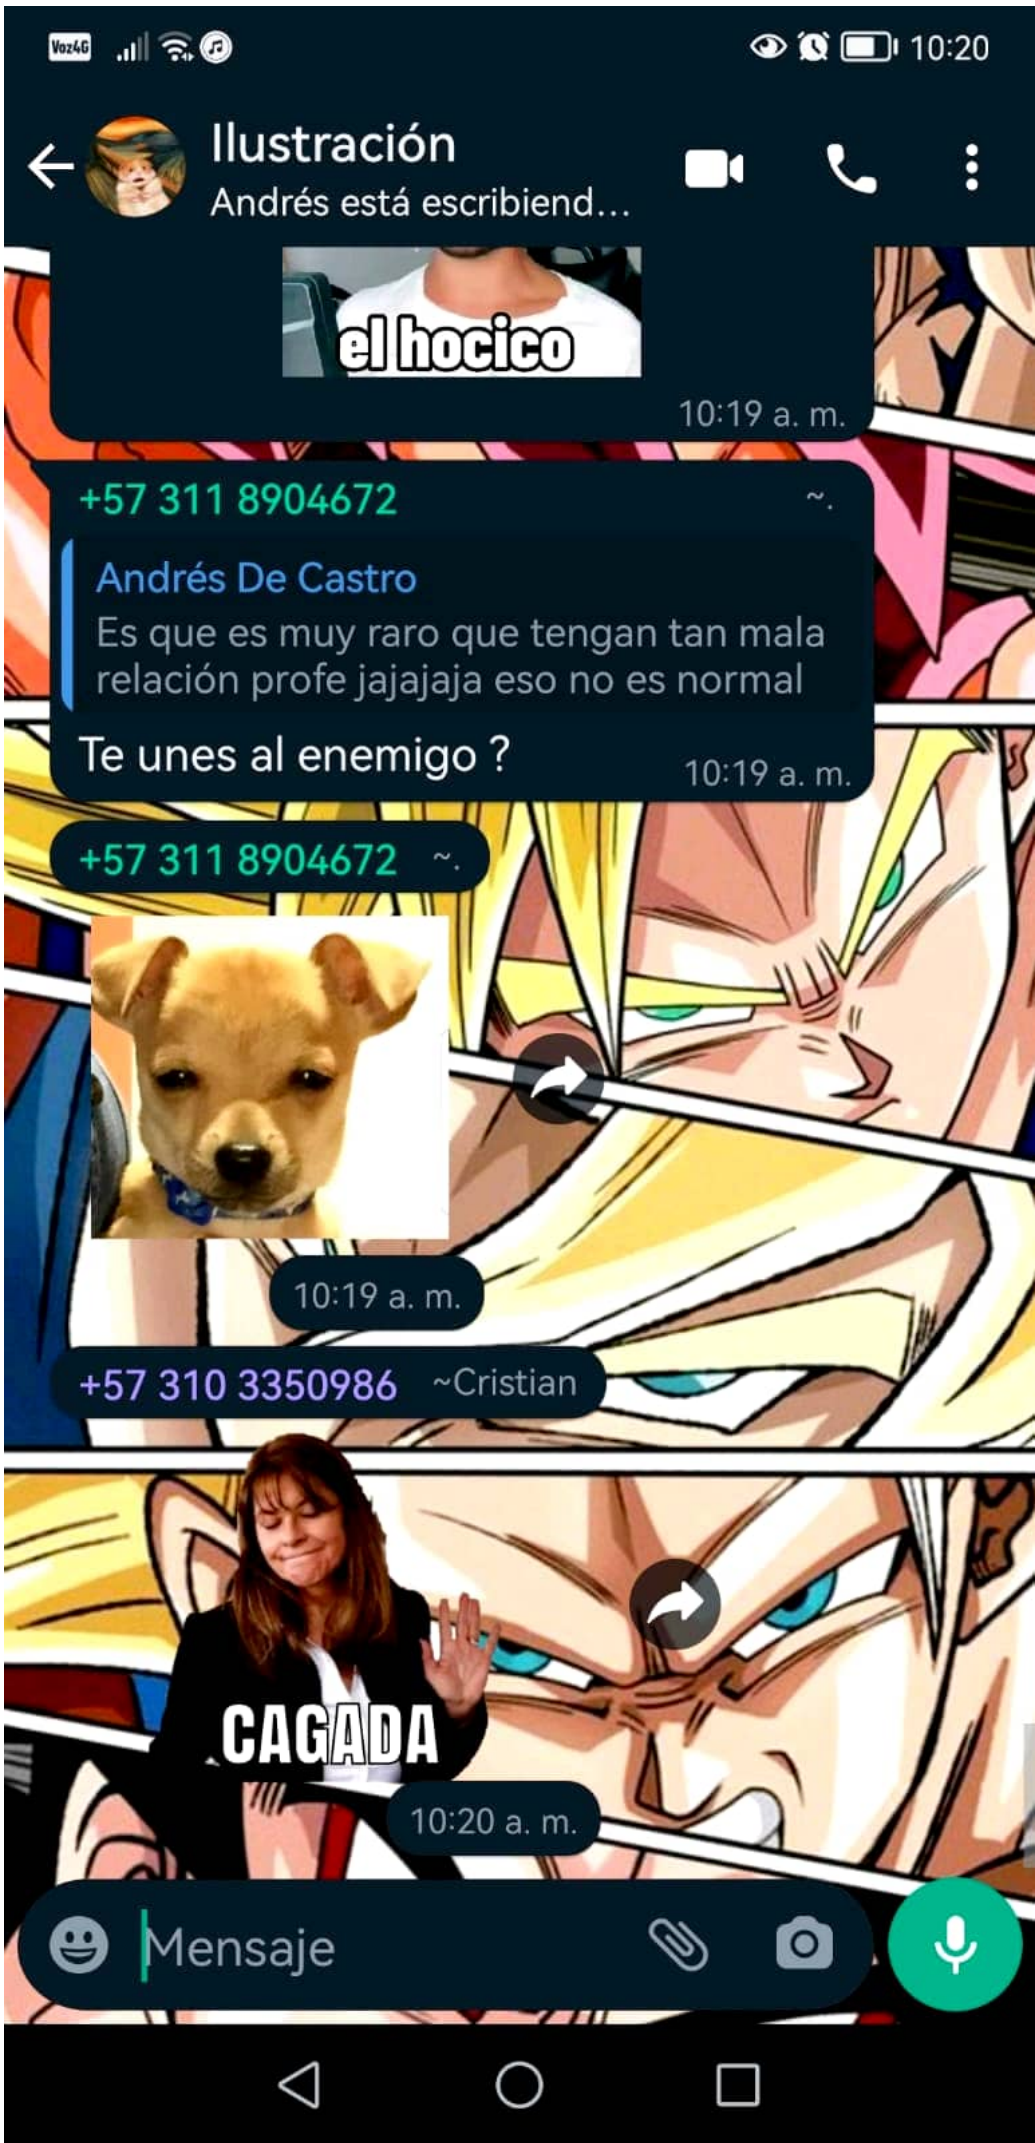 Voz4G
10:20
Ilustración
Andrés está escribiend...
el hocico
10:19 a. m.
+57 311 8904672 ~.
Andrés De Castro
Es que es muy raro que tengan tan mala
relación profe jajajaja eso no es normal
Te unes al enemigo ?
10:19 a. m.
+57 311 8904672 ~.
10:19 a. m.
+57 310 3350986 ~Cristian
CAGADA
10:20 a. m.
Mensaje